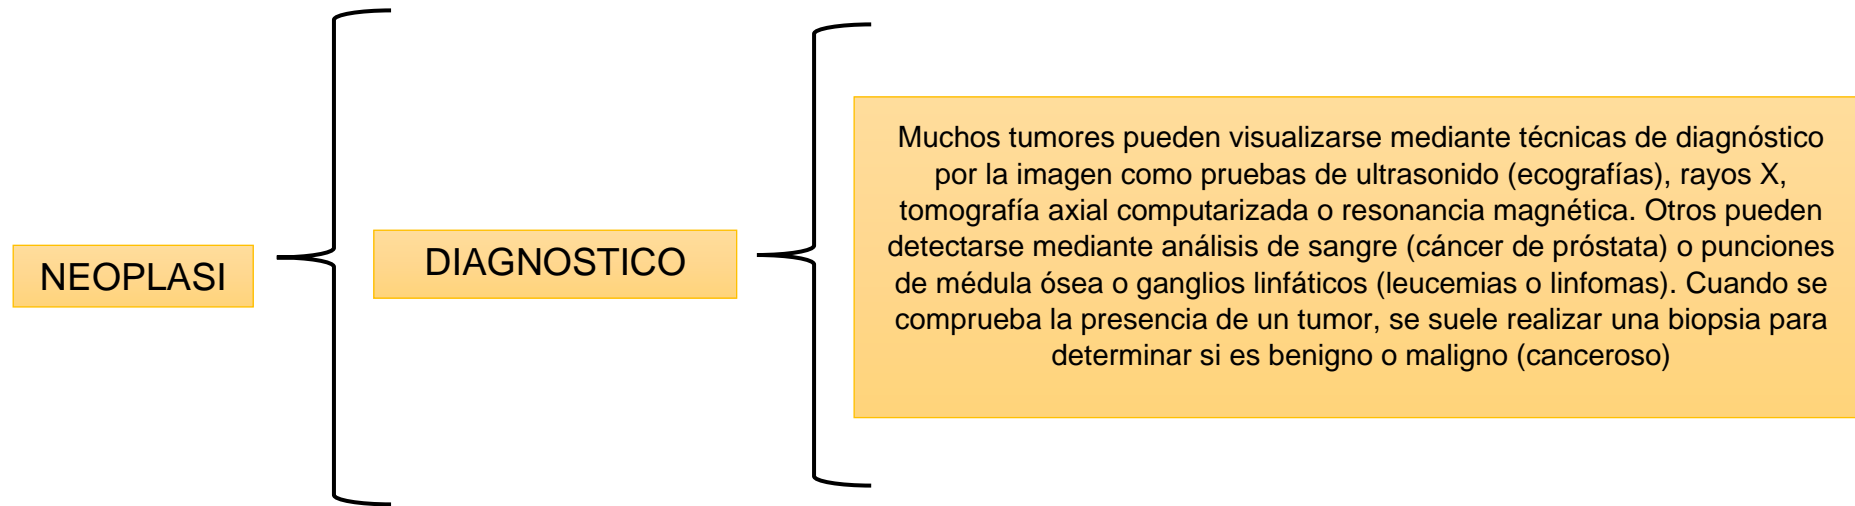 NEOPLASI
DIAGNOSTICO
Muchos tumores pueden visualizarse mediante técnicas de diagnóstico
por la imagen como pruebas de ultrasonido (ecografías), rayos X,
tomografía axial computarizada o resonancia magnética. Otros pueden
detectarse mediante análisis de sangre (cáncer de próstata) o punciones
de médula ósea o ganglios linfáticos (leucemias o linfomas). Cuando se
comprueba la presencia de un tumor, se suele realizar una biopsia para
determinar si es benigno o maligno (canceroso)